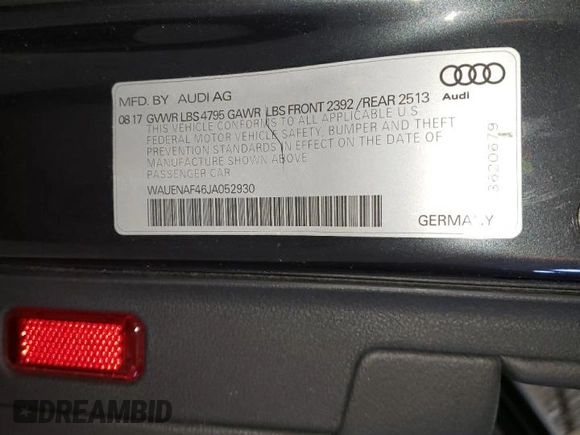 MFD. BY AUDI AG
08.17 GVWR LBS 4795 GAWR LBS FRONT 2392 /REAR 2513
THIS VEHICLE CONFORMS TO ALL APPLICABLE U.S.
FEDERAL MOTOR VEHICLE SAFETY, BUMPER AND THEFT
PREVENTION STANDARDS IN EFFECT ON THE DATE OF
MANUFACTURE SHOWN ABOVE
PASSENGER CAR
WAUENAF46JA052930
GERMANY
Audi
3620679
DREAMBID